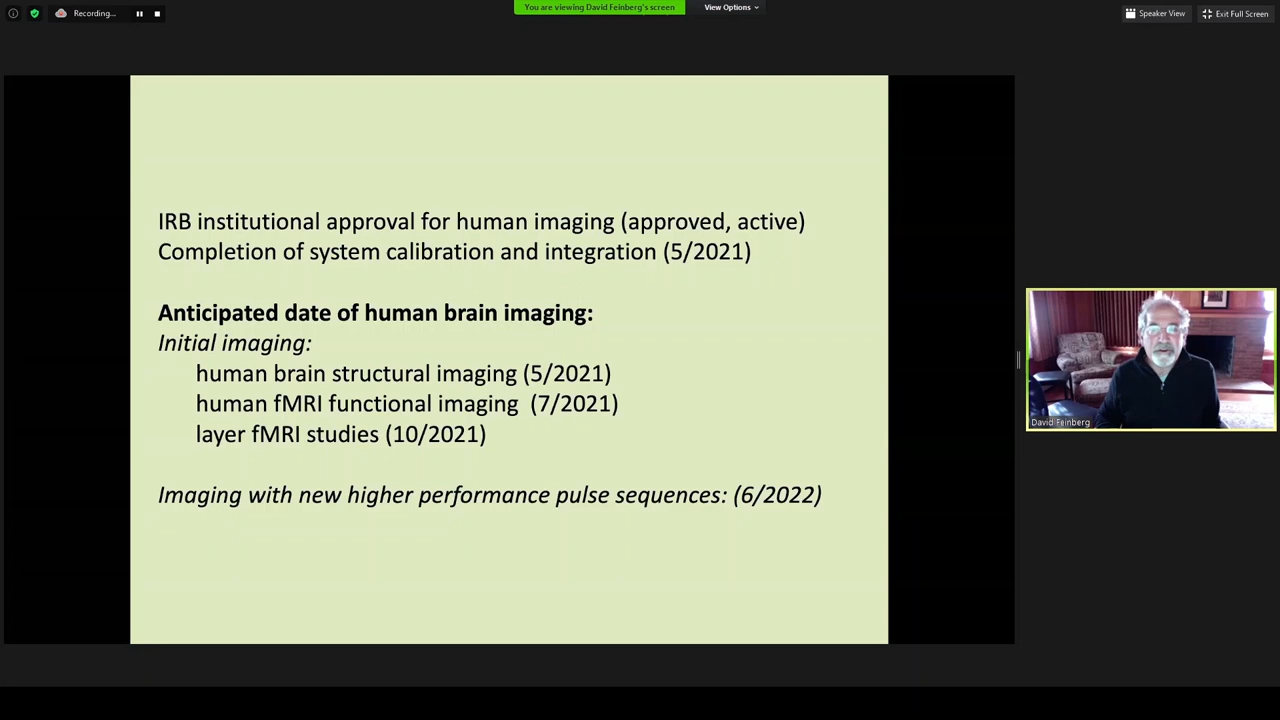 Recording...
You are viewing David Feinberg's screen
View Options
Speaker View
Exit Full Screen
IRB institutional approval for human imaging (approved, active)
Completion of system calibration and integration (5/2021)
Anticipated date of human brain imaging:
Initial imaging:
human brain structural imaging (5/2021)
human fMRI functional imaging (7/2021)
layer fMRI studies (10/2021)
Imaging with new higher performance pulse sequences: (6/2022)
David Feinberg